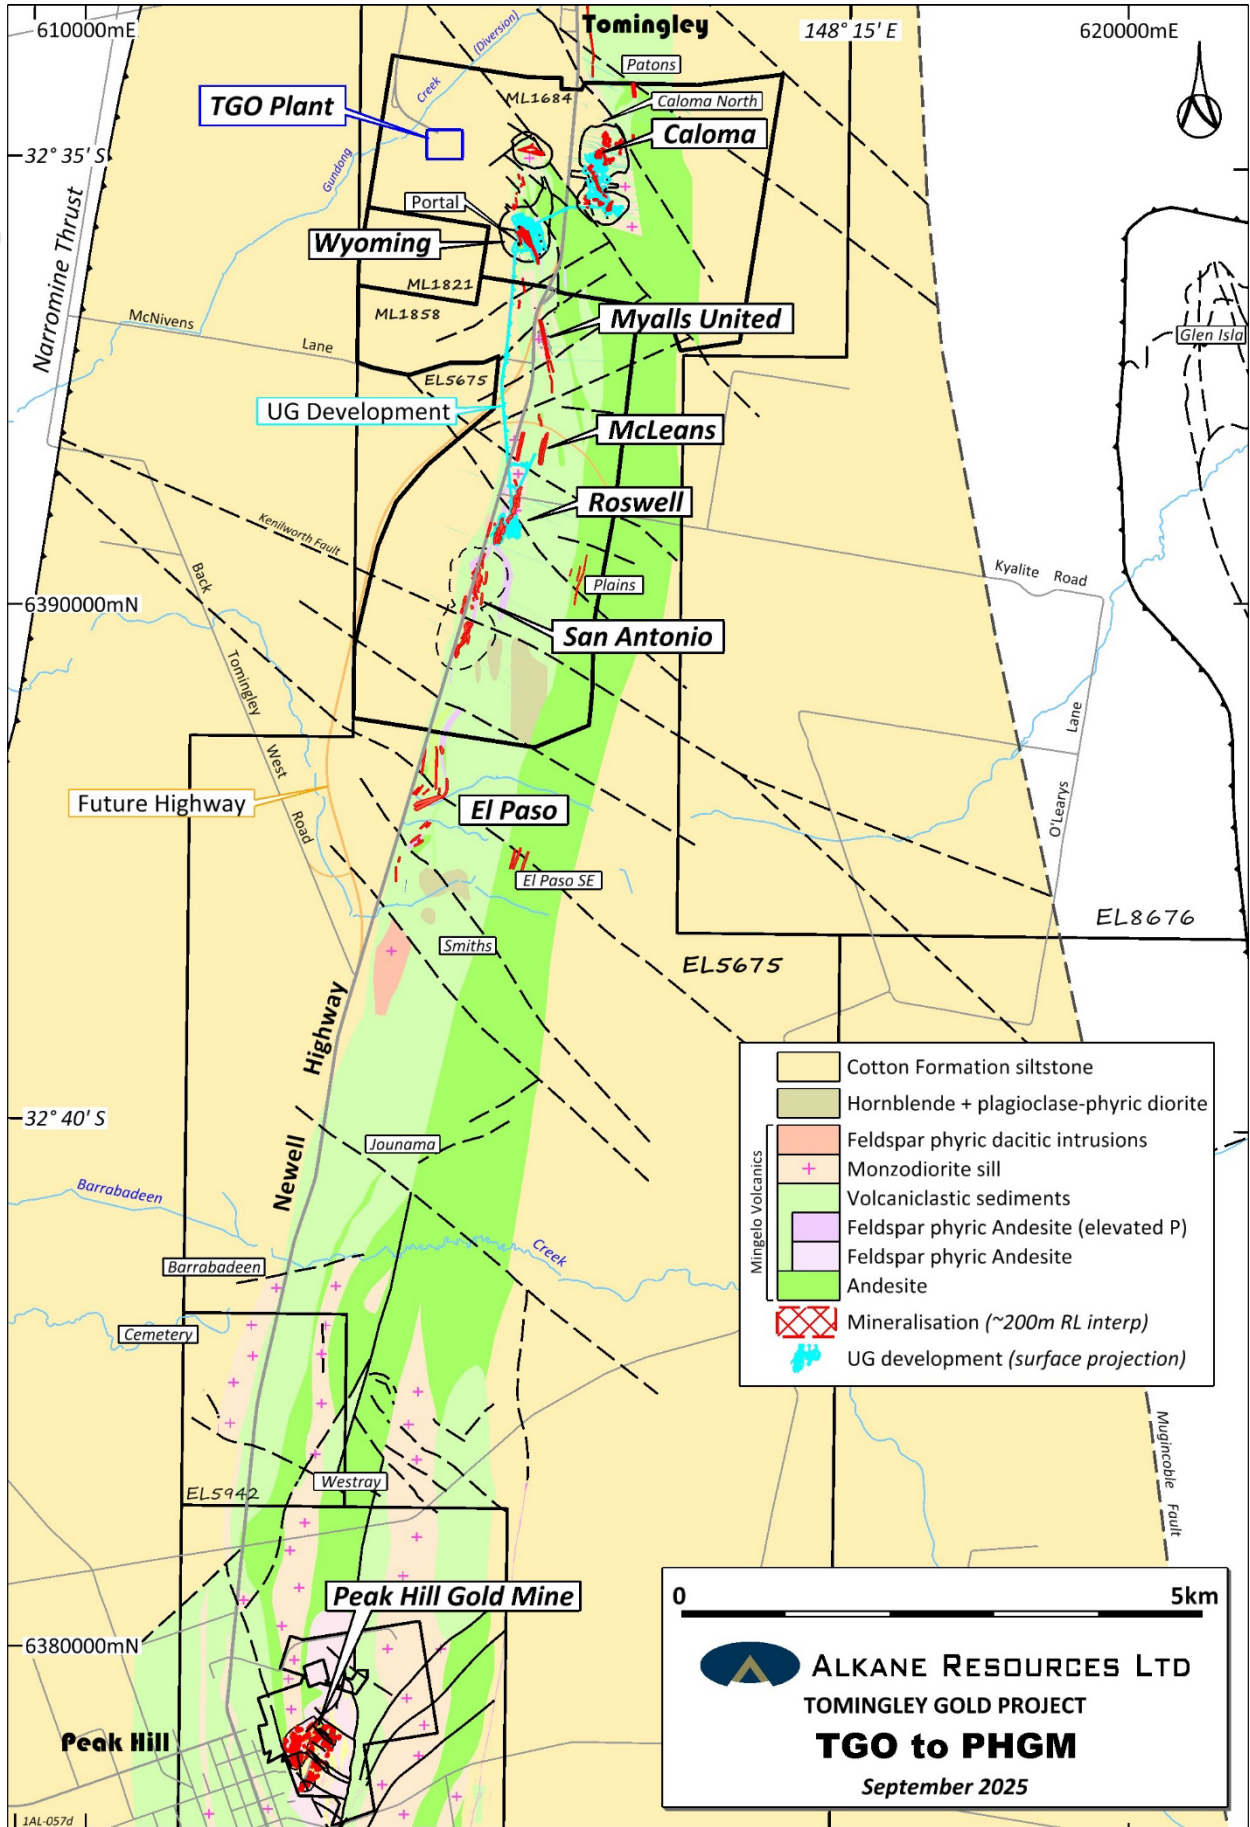 610000mE
Tomingley
148° 15' E
620000mE
(Diversion)
Creek
Gundong
Patons
ML1684
Caloma North
TGO Plant
Caloma
32° 35' S
Portal
Wyoming
Narromine Thrust
ML1821
ML1858
McNivens
Lane
Myalls United
Glen Isla
EL5675
UG Development
McLeans
Roswell
Kenilworth Fault
Back
Tomingley
West
Road
Kyalite Road
Plains
6390000mN
San Antonio
Lane
O'Learys
Future Highway
El Paso
El Paso SE
EL8676
Smiths
EL5675
Highway
Newell
32° 40' S
Jounama
Barrabadeen
Creek
Barrabadeen
Cemetery
Cotton Formation siltstone
Hornblende + plagioclase-phyric diorite
Mingelo Volcanics
Feldspar phyric dacitic intrusions
Monzodiorite sill
Volcaniclastic sediments
Feldspar phyric Andesite (elevated P)
Feldspar phyric Andesite
Andesite
Mineralisation (~200m RL interp)
UG development (surface projection)
Mugincoble Fault
Westray
EL5942
Peak Hill Gold Mine
6380000mN
Peak Hill
0 5km
ALKANE RESOURCES LTD
TOMINGLEY GOLD PROJECT
TGO to PHGM
September 2025
1AL-057d